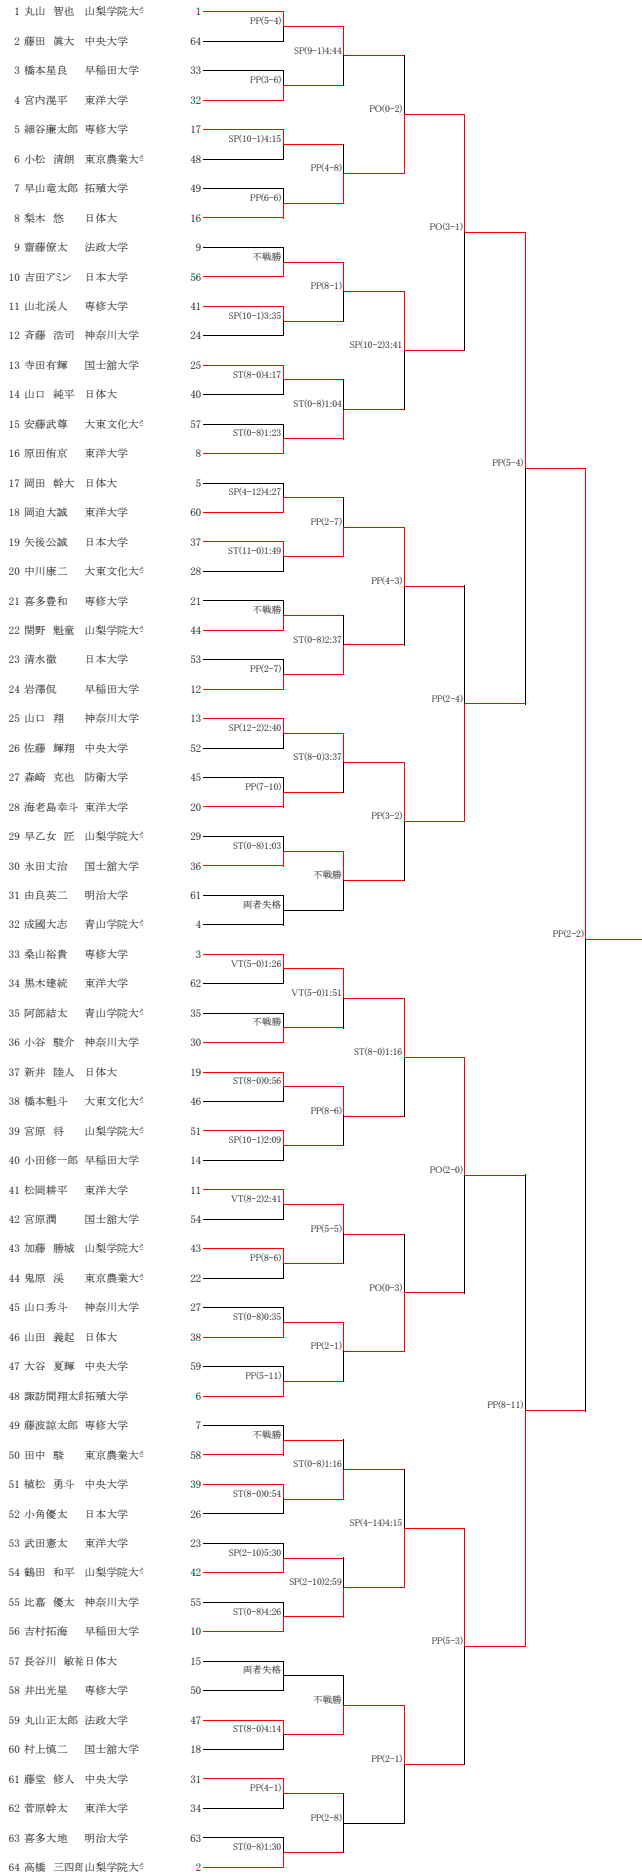 1 丸山 智也 山梨学院大学 1
PP(5-4)
2 藤田 眞大 中央大学 64
SP(9-1)4:44
3 橋本星良 早稲田大学 33
PP(3-6)
4 宮内滉平 東洋大学 32
PO(0-2)
5 細谷廉太郎 専修大学 17
SP(10-1)4:15
6 小松 清朗 東京農業大学 48
PP(4-8)
7 早山竜太郎 拓殖大学 49
PP(6-6)
8 梨木 悠 日体大 16
PO(3-1)
9 齋藤僚太 法政大学 9
不戦勝
10 吉田アミン 日本大学 56
PP(8-1)
11 山北渓人 専修大学 41
SP(10-1)3:35
12 斉藤 浩司 神奈川大学 24
SP(10-2)3:41
13 寺田有輝 国士舘大学 25
ST(8-0)4:17
14 山口 純平 日体大 40
ST(0-8)1:04
15 安藤武尊 大東文化大学 57
ST(0-8)1:23
16 原田侑京 東洋大学 8
PP(5-4)
17 岡田 幹大 日体大 5
SP(4-12)4:27
18 岡迫大誠 東洋大学 60
PP(2-7)
19 矢後公誠 日本大学 37
ST(11-0)1:49
20 中川康二 大東文化大学 28
PP(4-3)
21 喜多豊和 専修大学 21
不戦勝
22 関野 魁童 山梨学院大学 44
ST(0-8)2:37
23 清水徹 日本大学 53
PP(2-7)
24 岩澤侃 早稲田大学 12
PP(2-4)
25 山口 翔 神奈川大学 13
SP(12-2)2:40
26 佐藤 輝翔 中央大学 52
ST(8-0)3:37
27 森崎 克也 防衛大学 45
PP(7-10)
28 海老島幸斗 東洋大学 20
PP(3-2)
29 早乙女 匠 山梨学院大学 29
ST(0-8)1:03
30 永田丈治 国士舘大学 36
不戦勝
31 由良英二 明治大学 61
両者失格
32 成國大志 青山学院大学 4
PP(2-2)
33 桑山裕貴 専修大学 3
VT(5-0)1:26
34 黒木建統 東洋大学 62
VT(5-0)1:51
35 阿部結太 青山学院大学 35
不戦勝
36 小谷 駿介 神奈川大学 30
ST(8-0)1:16
37 新井 陸人 日体大 19
ST(8-0)0:56
38 橋本魁斗 大東文化大学 46
PP(8-6)
39 宮原 将 山梨学院大学 51
SP(10-1)2:09
40 小田修一郎 早稲田大学 14
PO(2-0)
41 松岡耕平 東洋大学 11
VT(8-2)2:41
42 宮原潤 国士舘大学 54
PP(5-5)
43 加藤 勝城 山梨学院大学 43
PP(8-6)
44 鬼原 渓 東京農業大学 22
PO(0-3)
45 山口秀斗 神奈川大学 27
ST(0-8)0:35
46 山田 義起 日体大 38
PP(2-1)
47 大谷 夏輝 中央大学 59
PP(5-11)
48 諏訪間翔太郎 拓殖大学 6
PP(8-11)
49 藤波諒太郎 専修大学 7
不戦勝
50 田中 駿 東京農業大学 58
ST(0-8)1:16
51 植松 勇斗 中央大学 39
ST(8-0)0:54
52 小角優太 日本大学 26
SP(4-14)4:15
53 武田憲太 東洋大学 23
SP(2-10)5:30
54 鶴田 和平 山梨学院大学 42
SP(2-10)2:59
55 比嘉 優太 神奈川大学 55
ST(0-8)4:26
56 吉村拓海 早稲田大学 10
PP(5-3)
57 長谷川 敏裕 日体大 15
両者失格
58 井出光星 専修大学 50
不戦勝
59 丸山正太郎 法政大学 47
ST(8-0)4:14
60 村上慎二 国士舘大学 18
PP(2-1)
61 藤堂 修人 中央大学 31
PP(4-1)
62 菅原幹太 東洋大学 34
PP(2-8)
63 喜多大地 明治大学 63
ST(0-8)1:30
64 高橋 三四郎 山梨学院大学 2